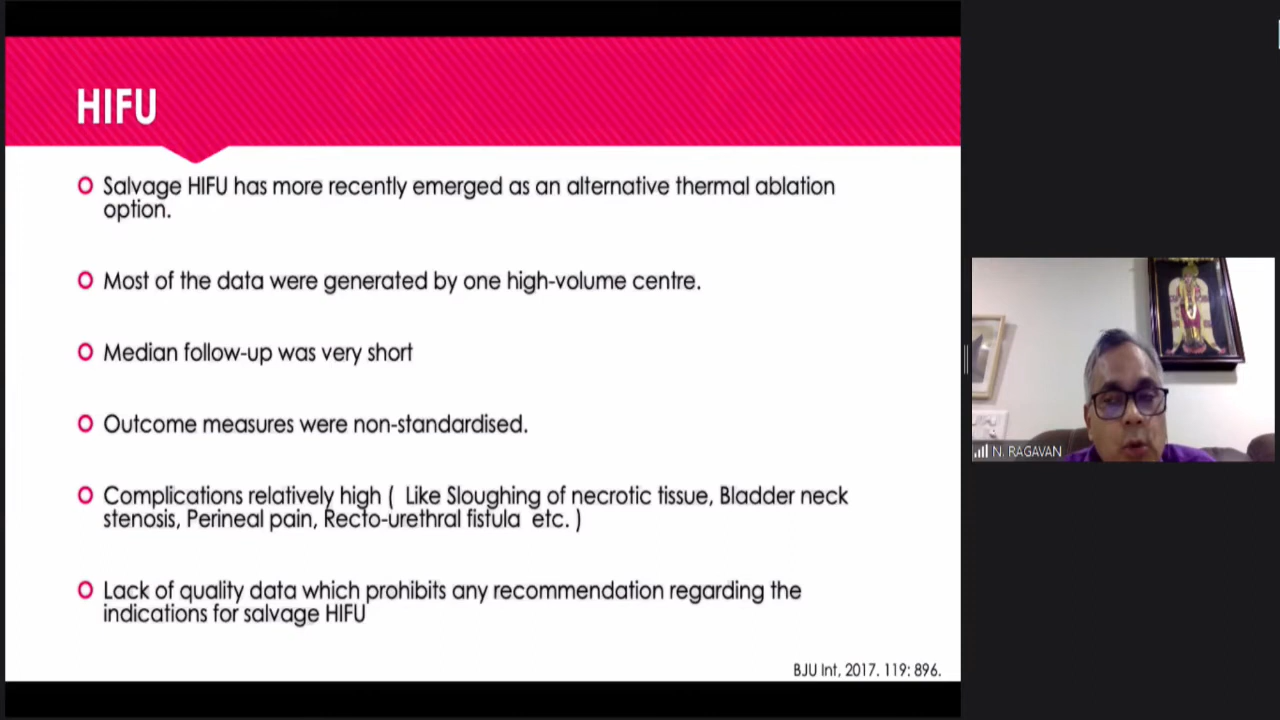 HIFU
Salvage HIFU has more recently emerged as an alternative thermal ablation
option.
Most of the data were generated by one high-volume centre.
Median follow-up was very short
Outcome measures were non-standardised.
Complications relatively high ( Like Sloughing of necrotic tissue, Bladder neck
stenosis, Perineal pain, Recto-urethral fistula etc. )
Lack of quality data which prohibits any recommendation regarding the
indications for salvage HIFU
BJU Int, 2017. 119: 896.
N. RAGAVAN